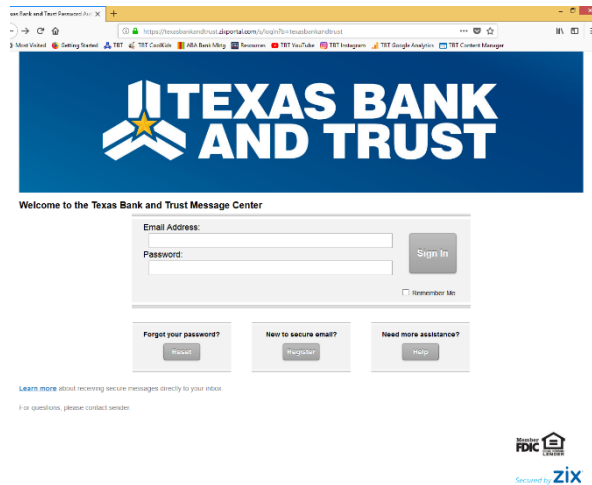 Texas Bank and Trust Password Aut
https://texasbankandtrust.zixportal.com/s/login?b=texasbankandtrust
Most Visited Getting Started TBT TBT CoolKids ABA Bank Mktg Resources TBT YouTube TBT Instagram TBT Google Analytics TBT Content Manager
TEXAS BANK
AND TRUST
Welcome to the Texas Bank and Trust Message Center
Email Address:
Password:
Sign In
Remember Me
Forgot your password? New to secure email? Need more assistance?
Reset Register Help
Learn more about receiving secure messages directly to your inbox.
For questions, please contact sender.
Member
FDIC
LENDER
Secured by ZIX